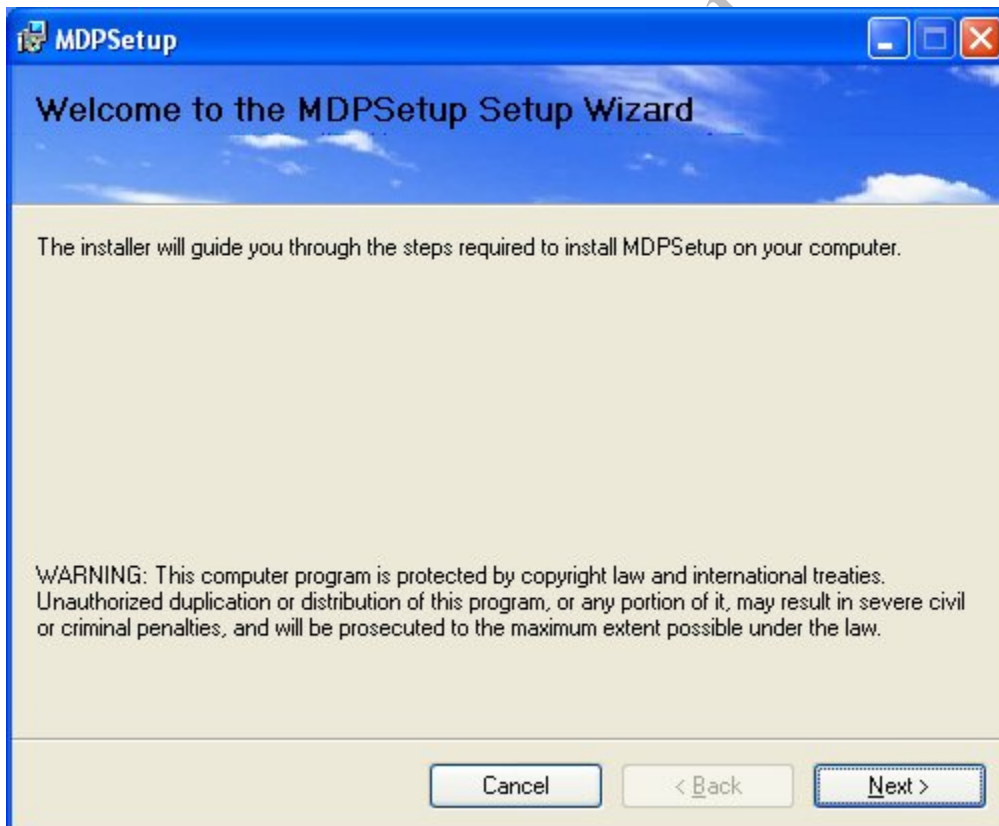 MDPSetup
Welcome to the MDPSetup Setup Wizard
The installer will guide you through the steps required to install MDPSetup on your computer.
WARNING: This computer program is protected by copyright law and international treaties.
Unauthorized duplication or distribution of this program, or any portion of it, may result in severe civil
or criminal penalties, and will be prosecuted to the maximum extent possible under the law.
Cancel
< Back
Next >